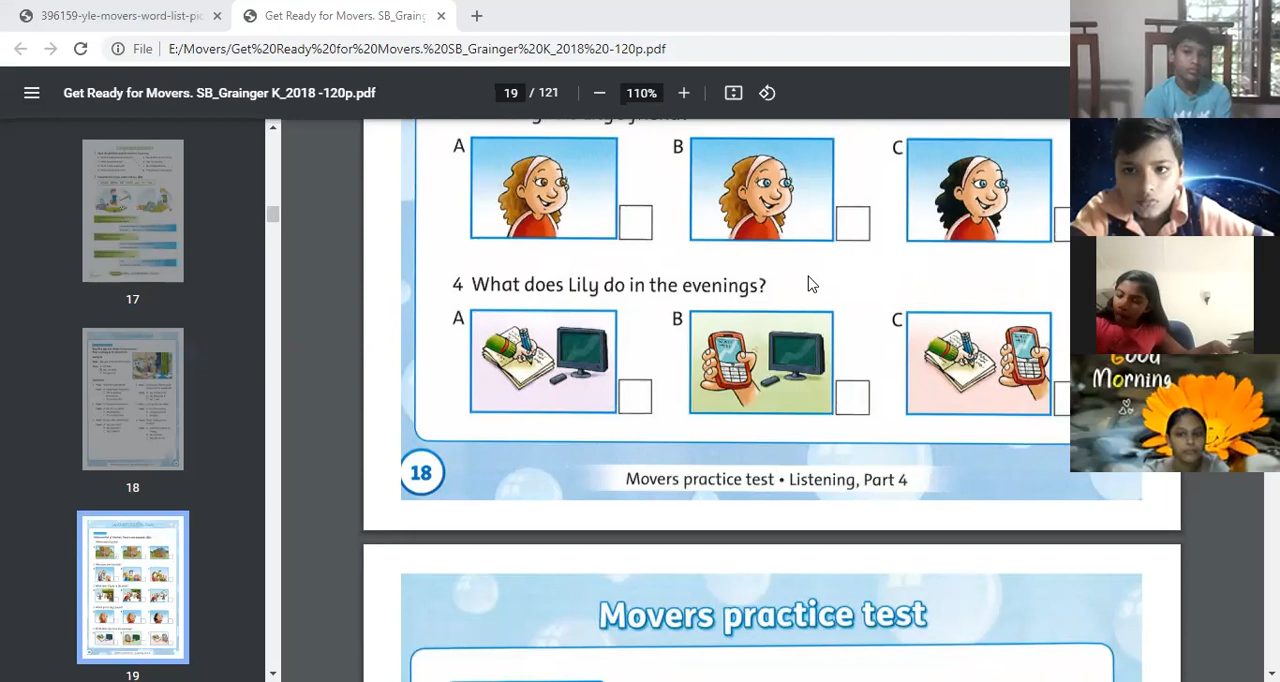 396159-yle-movers-word-list-pic
Get Ready for Movers. SB_Graing
File
E:/Movers/Get%20Ready%20for%20Movers.%20SB_Grainger%20K_2018%20-120p.pdf
Get Ready for Movers. SB_Grainger K_2018 -120p.pdf
19 / 121
110%
17
18
19
A
B
C
4 What does Lily do in the evenings?
A
B
C
18
Movers practice test • Listening, Part 4
Movers practice test
Good
Morning